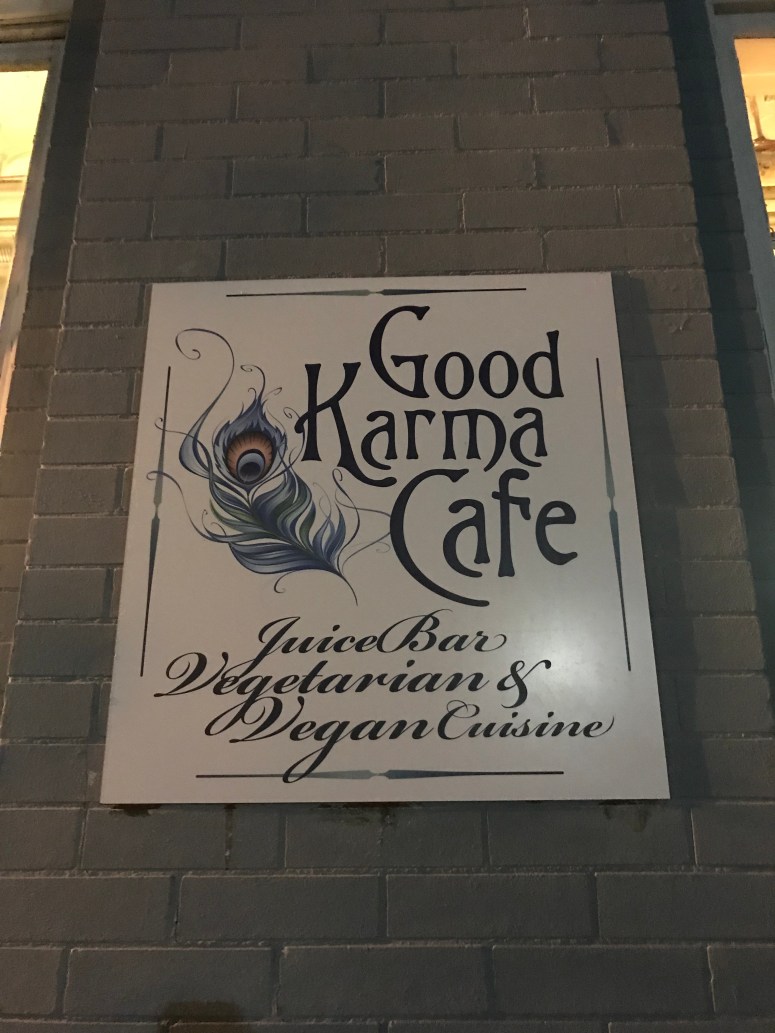 Good
Karma
Cafe
Juice Bar
Vegetarian &
Vegan Cuisine